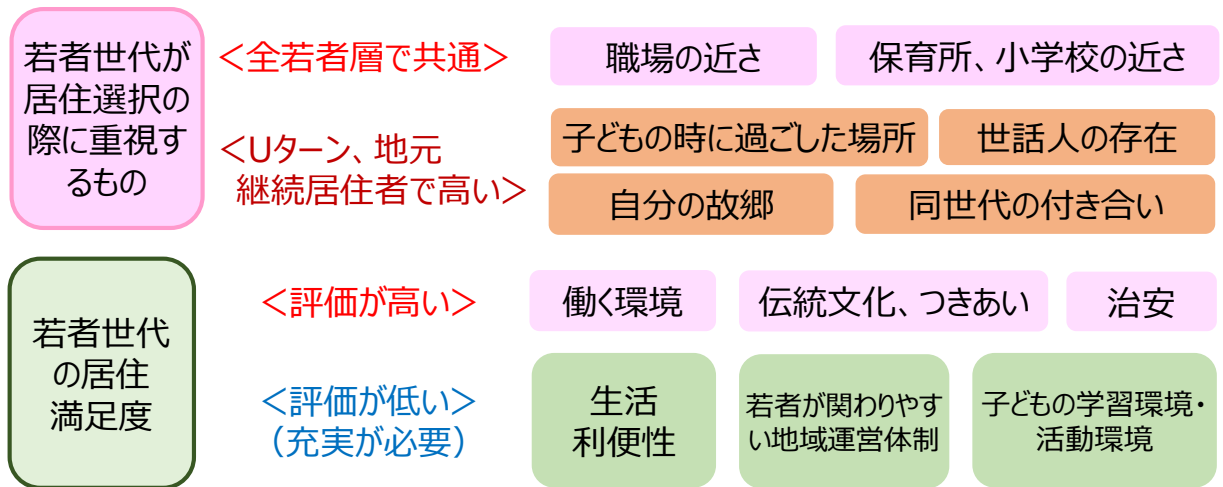 若者世代が
居住選択の
際に重視す
るもの
＜全若者層で共通＞
職場の近さ
保育所、小学校の近さ
＜Uターン、地元
継続居住者で高い＞
子どもの時に過ごした場所
世話人の存在
自分の故郷
同世代の付き合い
若者世代
の居住
満足度
＜評価が高い＞
働く環境
伝統文化、つきあい
治安
＜評価が低い＞
（充実が必要）
生活
利便性
若者が関わりやす
い地域運営体制
子どもの学習環境・
活動環境